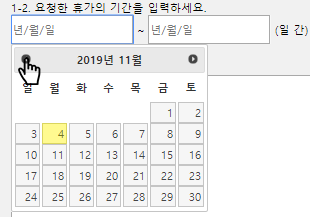 1-2. 요청한 휴가의 기간을 입력하세요.
년/월/일 ~ 년/월/일 (일 간)
2019년 11월
일 월 화 수 목 금 토
1 2
3 4 5 6 7 8 9
10 11 12 13 14 15 16
17 18 19 20 21 22 23
24 25 26 27 28 29 30